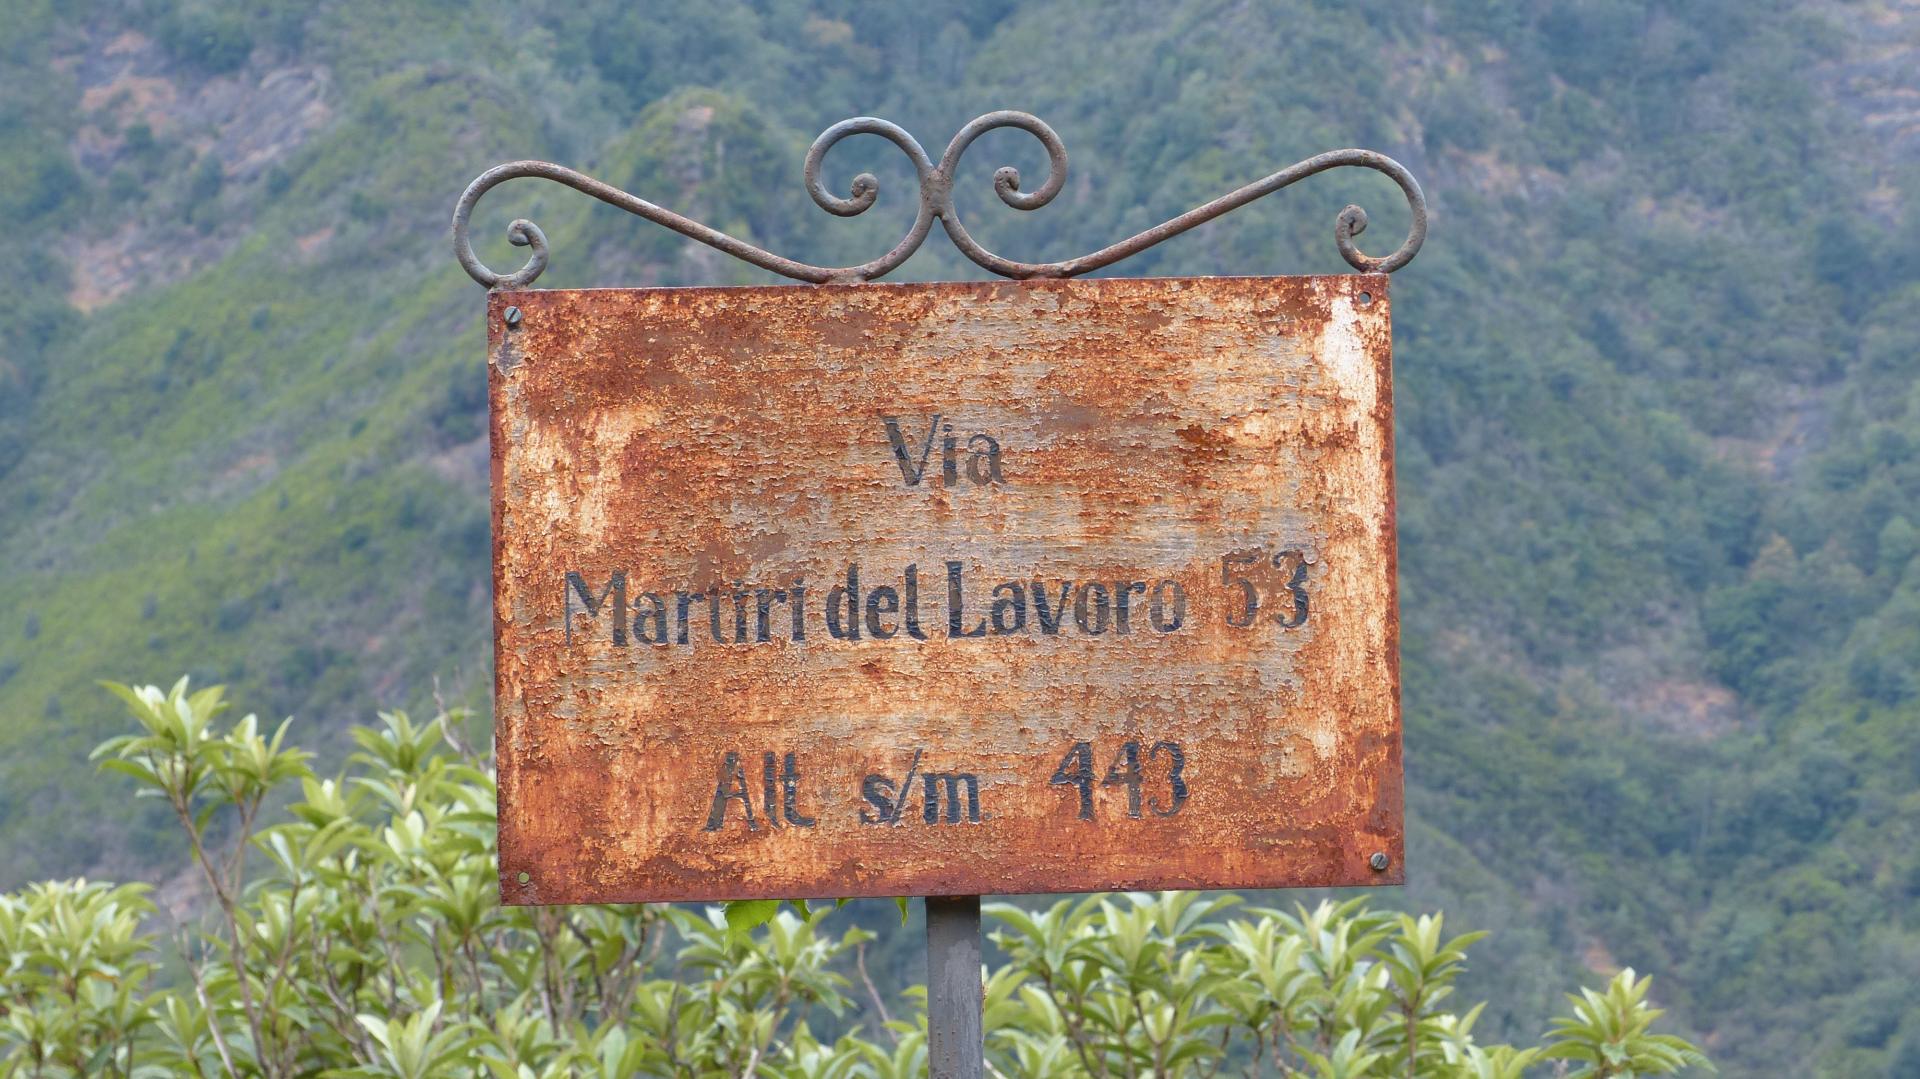 Via
Martiri del Lavoro 53
Alt s/m 443